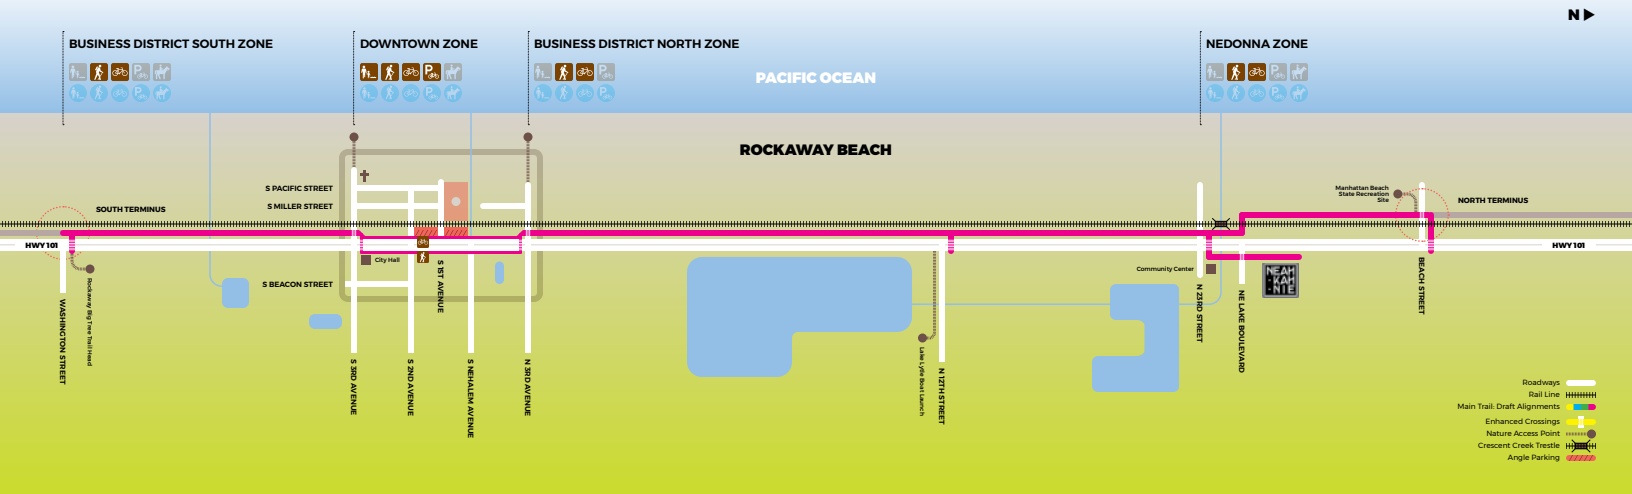 N
BUSINESS DISTRICT SOUTH ZONE
DOWNTOWN ZONE
BUSINESS DISTRICT NORTH ZONE
NEDONNA ZONE
P
P
P
P
P
P
P
P
PACIFIC OCEAN
ROCKAWAY BEACH
S PACIFIC STREET
S MILLER STREET
SOUTH TERMINUS
Manhattan Beach
State Recreation
Site
NORTH TERMINUS
HWY 101
HWY 101
City Hall
Community Center
S BEACON STREET
S 1ST AVENUE
NEAH
KAH
NIE
WASHINGTON STREET
Rockaway Big Tree Trail Head
S 3RD AVENUE
S 2ND AVENUE
S NEHALEM AVENUE
N 3RD AVENUE
Lake Lytle Boat Launch
N 12TH STREET
N 23RD STREET
NE LAKE BOULEVARD
BEACH STREET
Roadways
Rail Line
Main Trail: Draft Alignments
Enhanced Crossings
Nature Access Point
Crescent Creek Trestle
Angle Parking